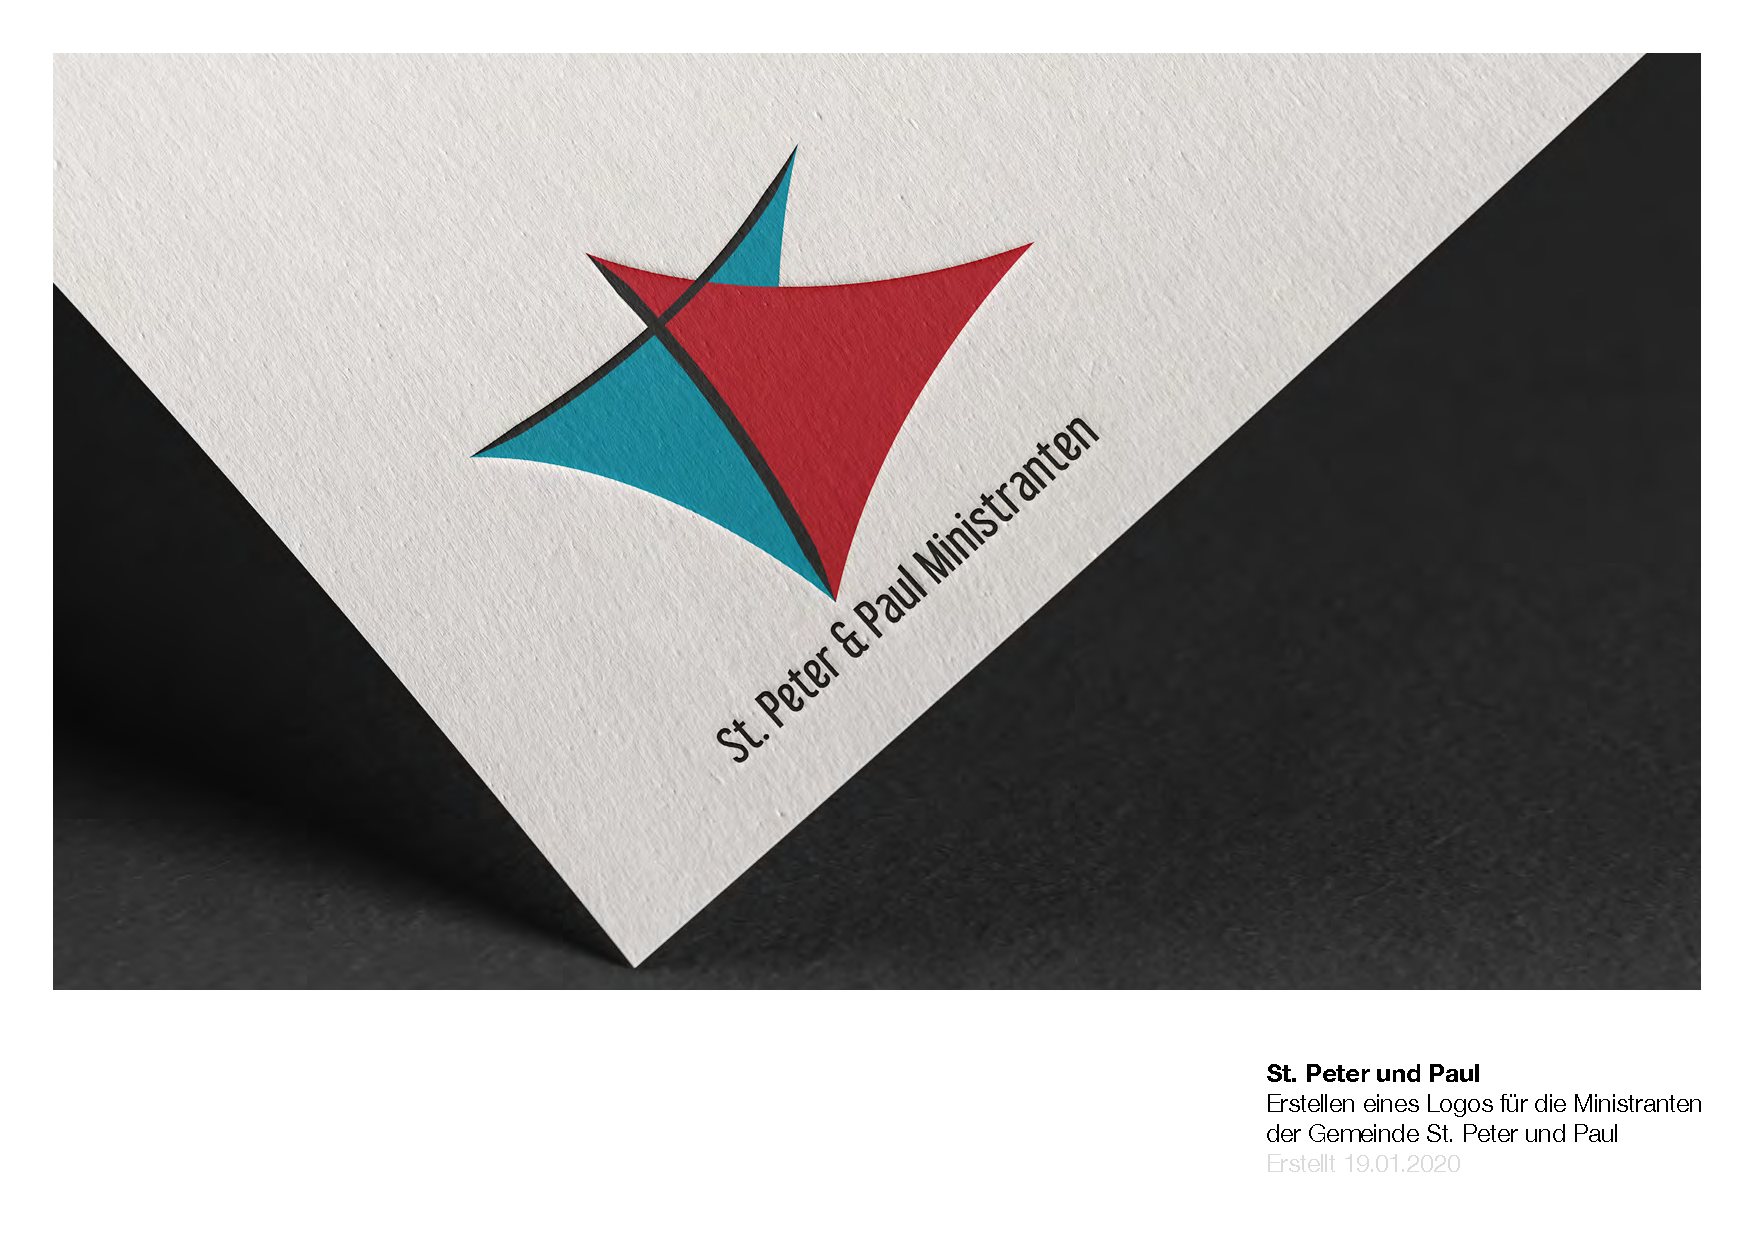 St. Peter & Paul Ministranten
St. Peter und Paul
Erstellen eines Logos für die Ministranten
der Gemeinde St. Peter und Paul
Erstellt 19.01.2020